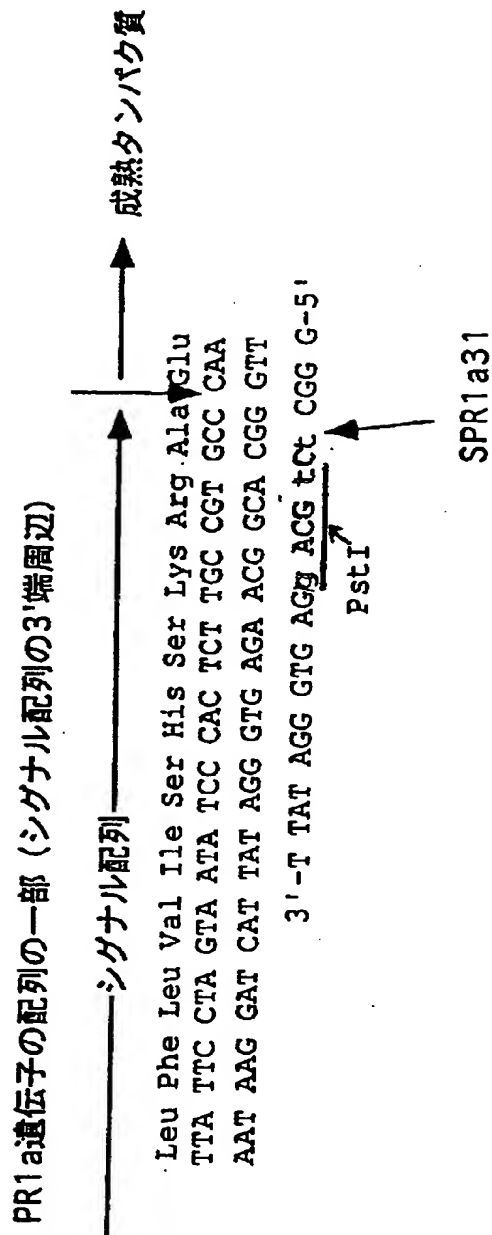 PR1a遺伝子の配列の一部（シグナル配列の3'端周辺）
シグナル配列
成熟タンパク質
Leu Phe Leu Val Ile Ser His Ser Lys Arg Ala Glu
TTA TTC CTA GTA ATA TCC CAC TCT TGC CGT GCC CAA
AAT AAG GAT CAT TAT AGG GTG AGA ACG GCA CGG GTT
3'-T TAT AGG GTG AGg ACG tCt CGG G-5'
PstI
SPR1a31